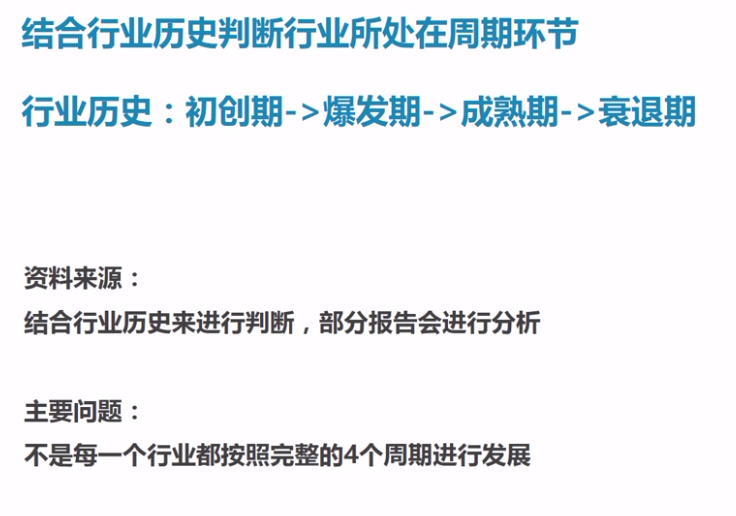 结合行业历史判断行业所处在周期环节
行业历史：初创期->爆发期->成熟期->衰退期
资料来源：
结合行业历史来进行判断，部分报告会进行分析
主要问题：
不是每一个行业都按照完整的4个周期进行发展